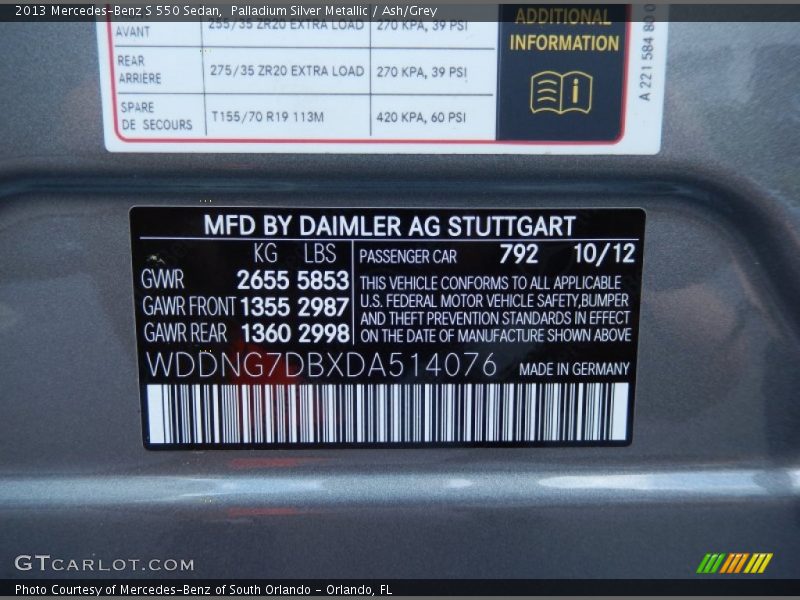 2013 Mercedes-Benz S 550 Sedan, Palladium Silver Metallic / Ash/Grey
AVANT 255/35 ZR20 EXTRA LOAD 270 KPA, 39 PSI
REAR
ARRIÈRE 275/35 ZR20 EXTRA LOAD 270 KPA, 39 PSI
SPARE
DE SECOURS T155/70 R19 113M 420 KPA, 60 PSI
ADDITIONAL
INFORMATION
A 221 584 80 0
MFD BY DAIMLER AG STUTTGART
KG LBS
GWR 2655 5853
GAWR FRONT 1355 2987
GAWR REAR 1360 2998
PASSENGER CAR 792 10/12
THIS VEHICLE CONFORMS TO ALL APPLICABLE
U.S. FEDERAL MOTOR VEHICLE SAFETY,BUMPER
AND THEFT PREVENTION STANDARDS IN EFFECT
ON THE DATE OF MANUFACTURE SHOWN ABOVE
WDDNG7DBXDA514076 MADE IN GERMANY
GTCARLOT.COM
Photo Courtesy of Mercedes-Benz of South Orlando - Orlando, FL